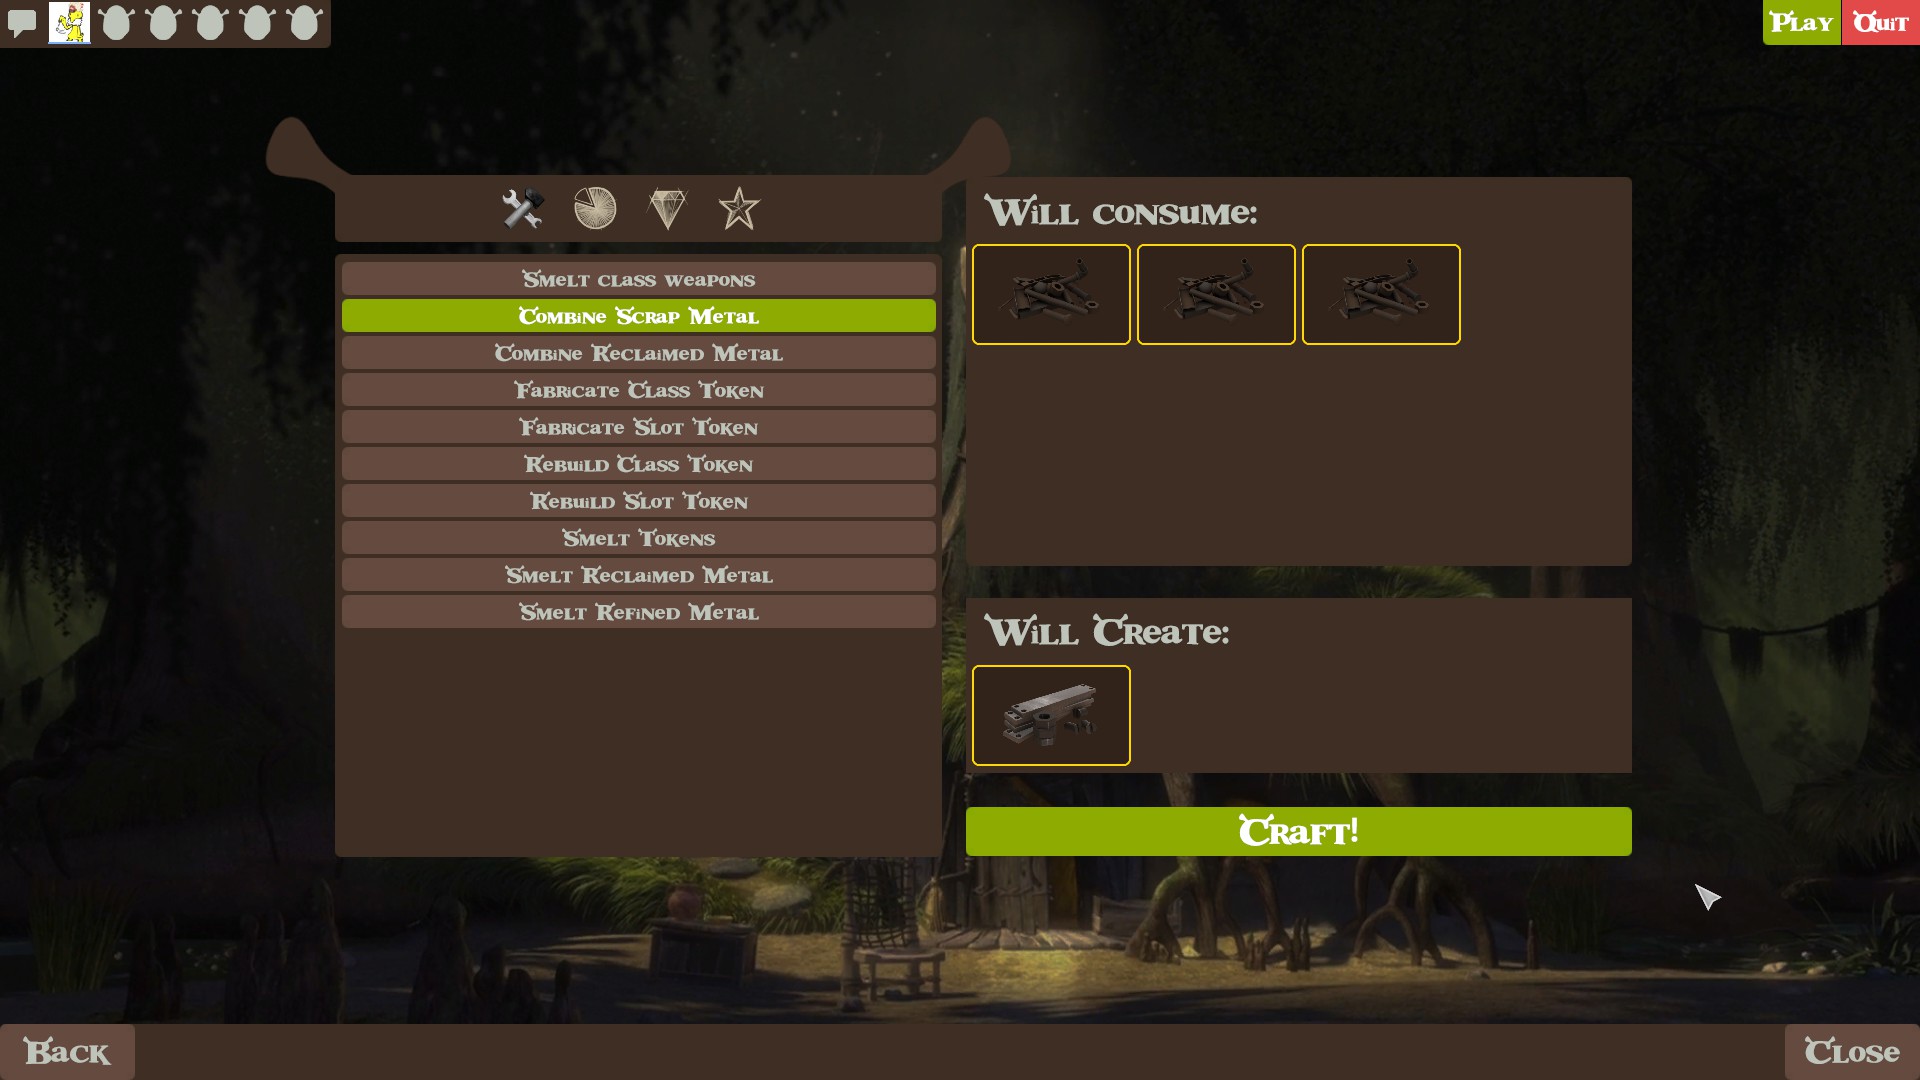 Play Quit
Will consume:
Smelt class weapons
Combine Scrap Metal
Combine Reclaimed Metal
Fabricate Class Token
Fabricate Slot Token
Rebuild Class Token
Rebuild Slot Token
Smelt Tokens
Smelt Reclaimed Metal
Smelt Refined Metal
Will Create:
Craft!
Back
Close